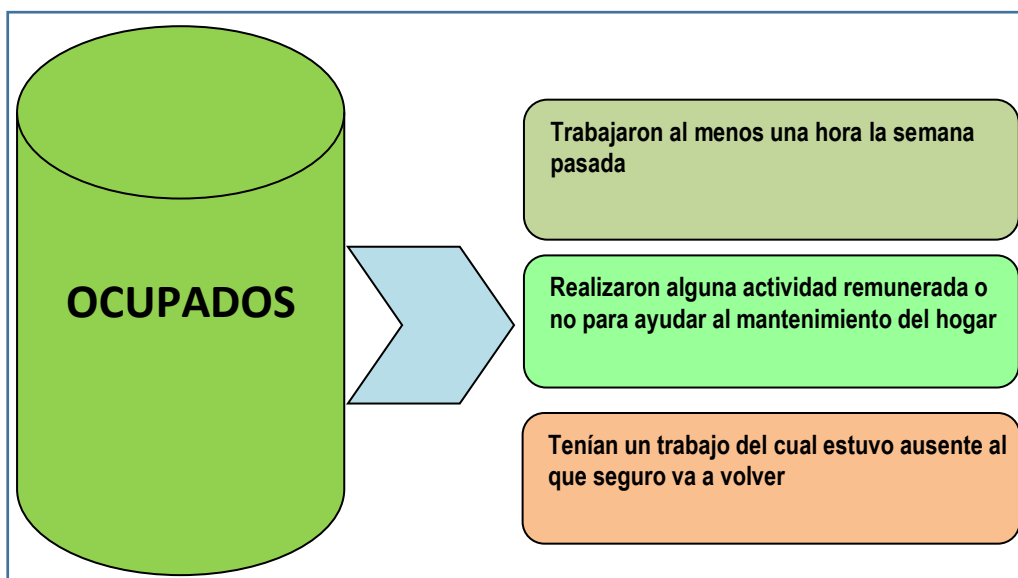 OCUPADOS
Trabajaron al menos una hora la semana
pasada
Realizaron alguna actividad remunerada o
no para ayudar al mantenimiento del hogar
Tenían un trabajo del cual estuvo ausente al
que seguro va a volver